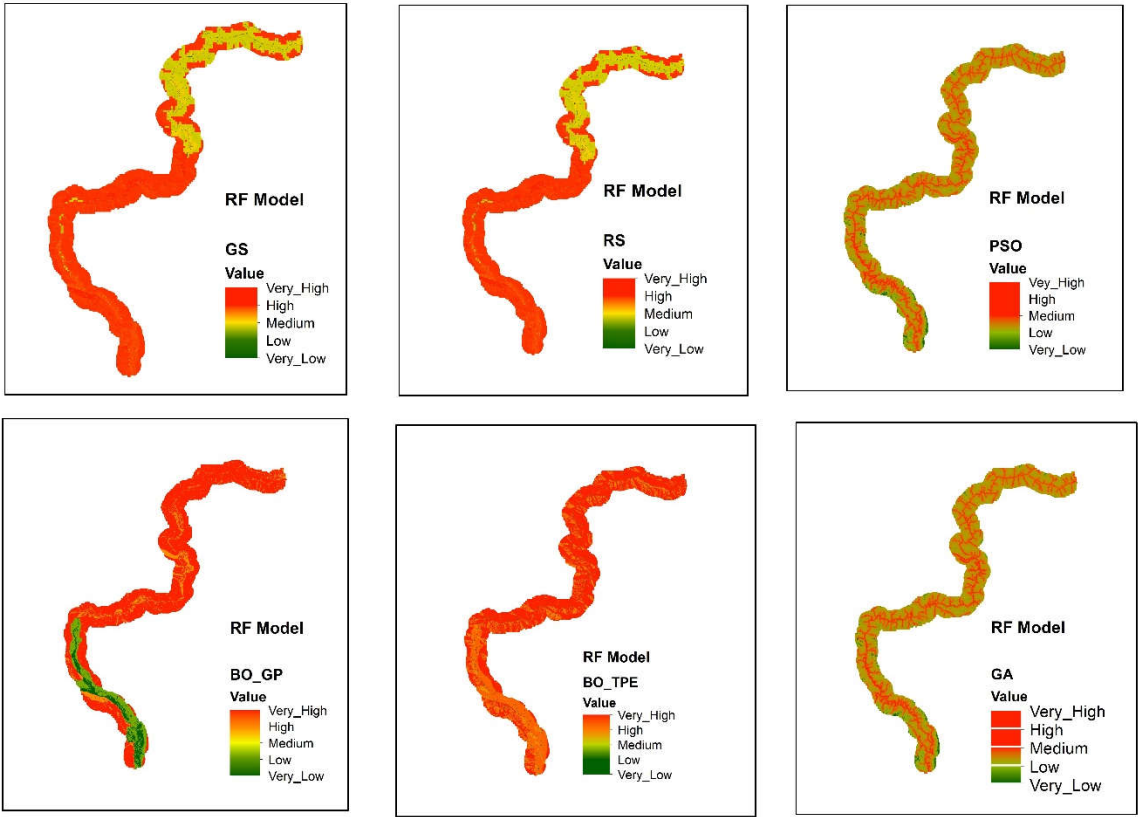 RF Model
GS
Value
Very_High
High
Medium
Low
Very_Low
RF Model
RS
Value
Very_High
High
Medium
Low
Very_Low
RF Model
PSO
Value
Vey_High
High
Medium
Low
Very_Low
RF Model
BO_GP
Value
Very_High
High
Medium
Low
Very_Low
RF Model
BO_TPE
Value
Very_High
High
Medium
Low
Very_Low
RF Model
GA
Value
Very_High
High
Medium
Low
Very_Low